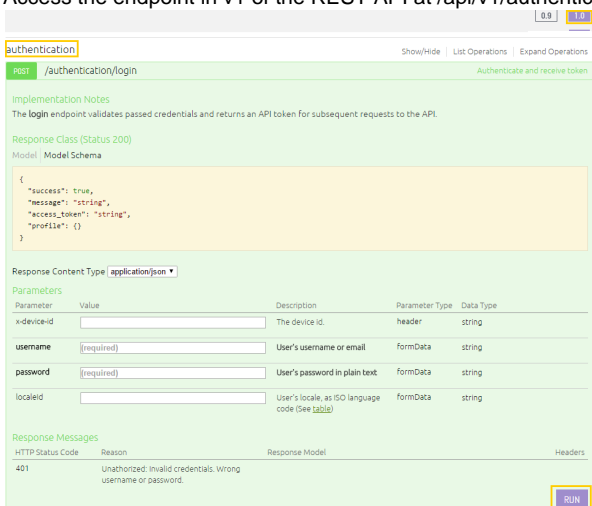 Access the endpoint in v1 of the REST API at /api/v1/authentic
0.9 1.0
authentication Show/Hide List Operations Expand Operations
POST /authentication/login Authenticate and receive token
Implementation Notes
The login endpoint validates passed credentials and returns an API token for subsequent requests to the API.
Response Class (Status 200)
Model Model Schema
{
"success": true,
"message": "string",
"access_token": "string",
"profile": {}
}
Response Content Type application/json
Parameters
Parameter Value Description Parameter Type Data Type
x-device-id The device id. header string
username (required) User's username or email formData string
password (required) User's password in plain text formData string
localeId User's locale, as ISO language code (See table) formData string
Response Messages
HTTP Status Code Reason Response Model Headers
401 Unathorized: Invalid credentials. Wrong
username or password.
RUN